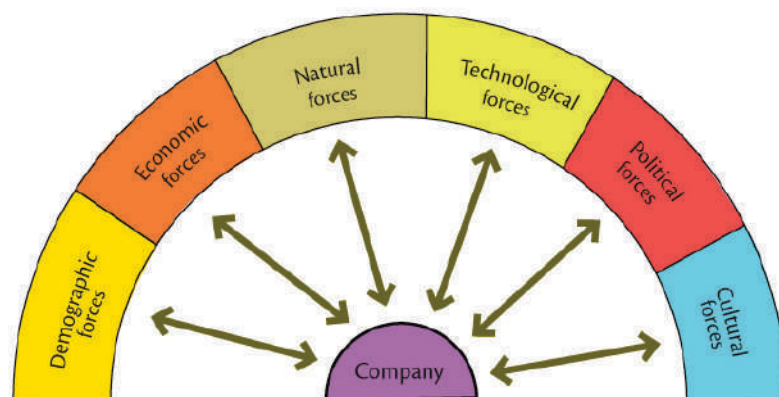 Demographic
forces
Economic
forces
Natural
forces
Technological
forces
Political
forces
Cultural
forces
Company